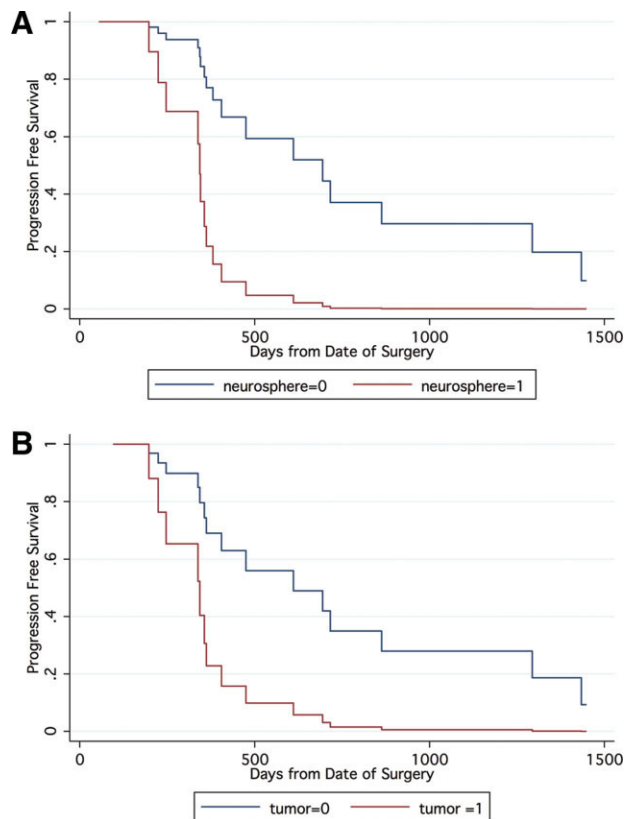 A
Progression Free Survival
1
.8
.6
.4
.2
0
0 500 1000 1500
Days from Date of Surgery
neurosphere=0 neurosphere=1
B
Progression Free Survival
1
.8
.6
.4
.2
0
0 500 1000 1500
Days from Date of Surgery
tumor=0 tumor =1